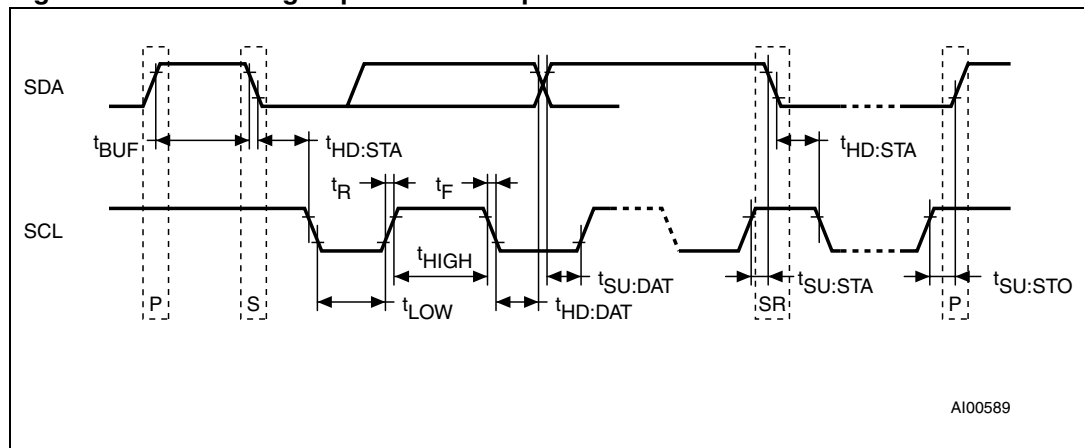 SDA
tBUF
tHD:STA
tHD:STA
tR
tF
SCL
tHIGH
tSU:DAT
tSU:STA
tSU:STO
P
S
tLOW
tHD:DAT
SR
P
AI00589